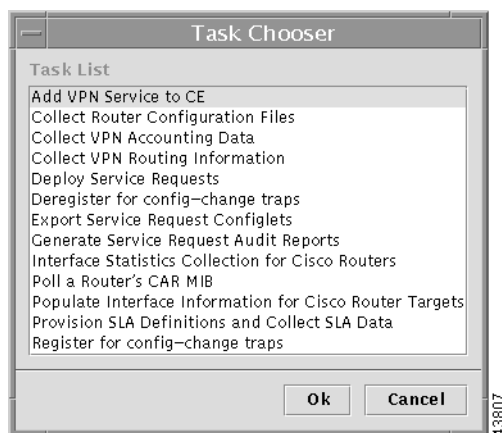 Task Chooser
Task List
Add VPN Service to CE
Collect Router Configuration Files
Collect VPN Accounting Data
Collect VPN Routing Information
Deploy Service Requests
Deregister for config-change traps
Export Service Request Configlets
Generate Service Request Audit Reports
Interface Statistics Collection for Cisco Routers
Poll a Router's CAR MIB
Populate Interface Information for Cisco Router Targets
Provision SLA Definitions and Collect SLA Data
Register for config-change traps
Ok Cancel